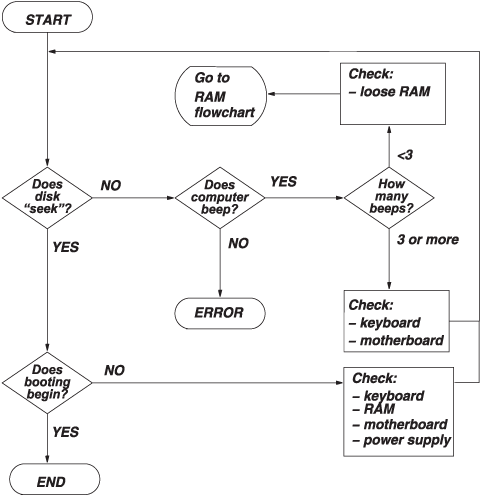 START
Go to
RAM
flowchart
Check:
– loose RAM
<3
Does
disk
“seek”?
NO
Does
computer
beep?
YES
How
many
beeps?
YES
NO
3 or more
ERROR
Check:
– keyboard
– motherboard
Does
booting
begin?
NO
Check:
– keyboard
– RAM
– motherboard
– power supply
YES
END